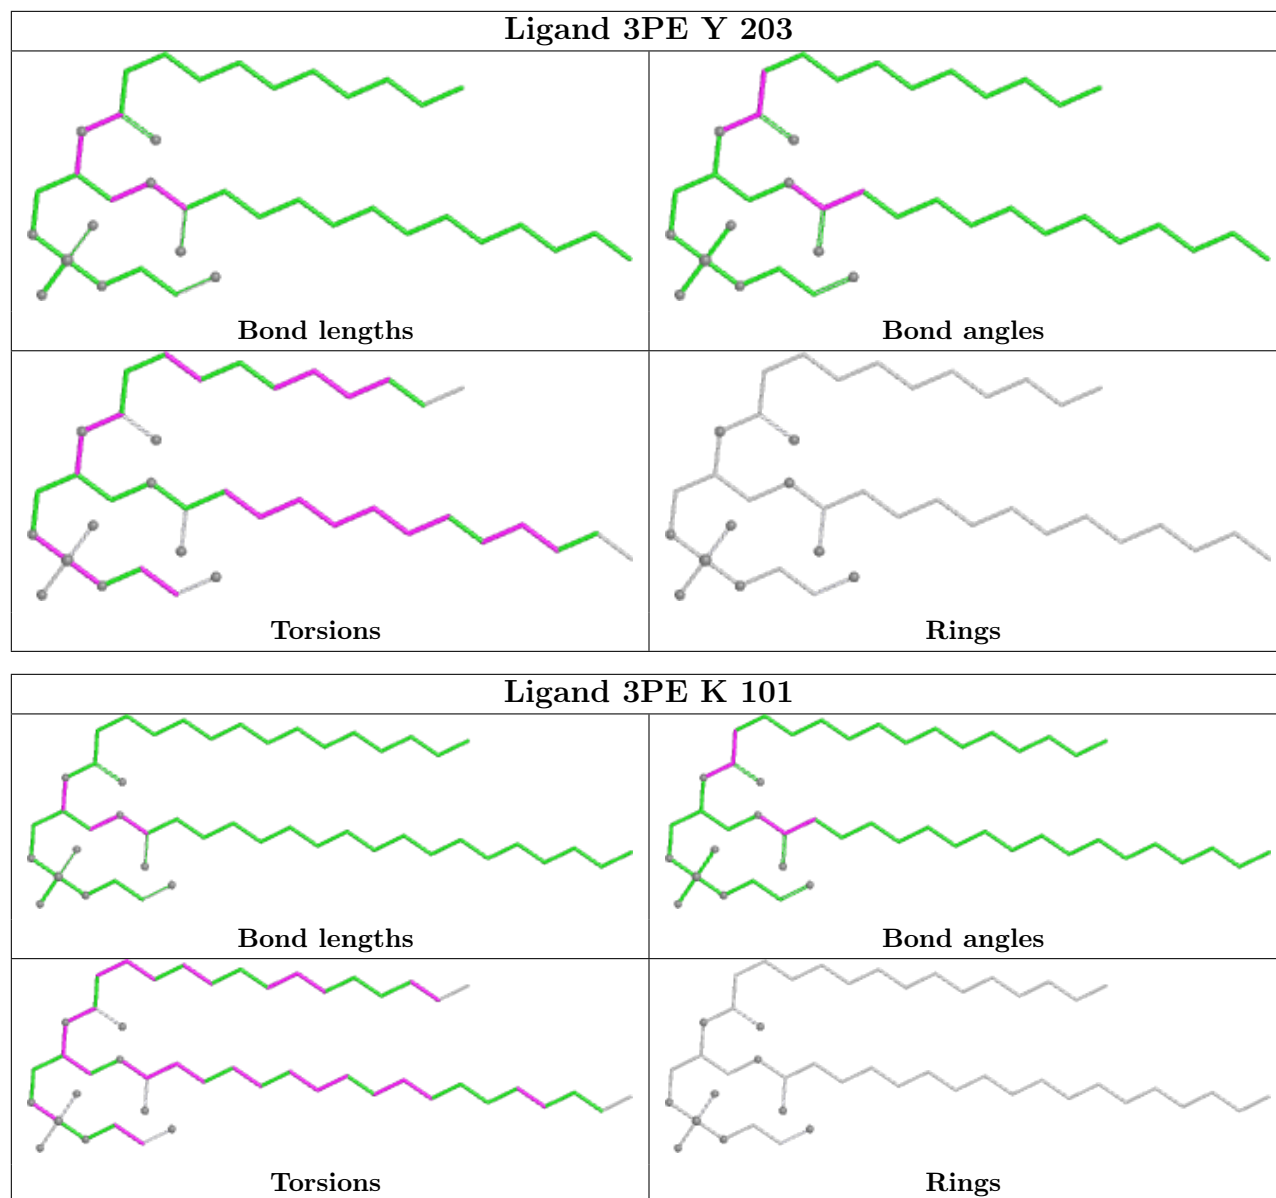 Ligand 3PE Y 203
Bond lengths
Bond angles
Torsions
Rings
Ligand 3PE K 101
Bond lengths
Bond angles
Torsions
Rings